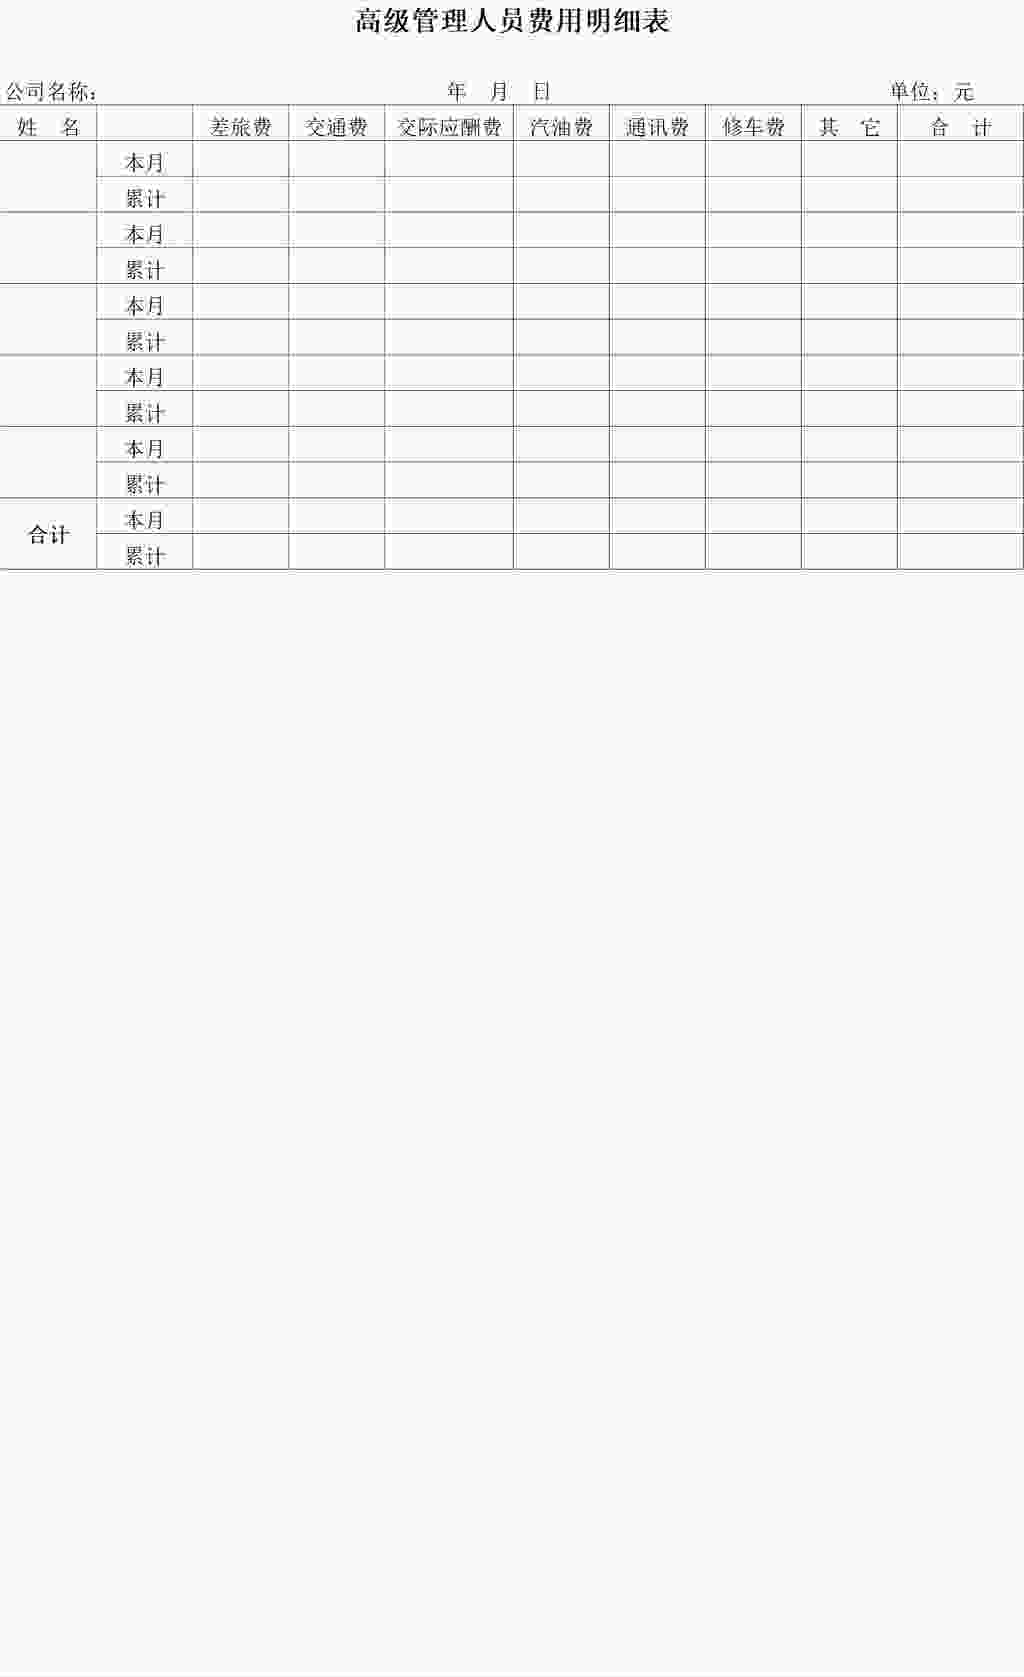 高级管理人员费用明细表
公司名称： 年 月 日 单位：元
姓 名 差旅费 交通费 交际应酬费 汽油费 通讯费 修车费 其 它 合 计
本月
累计
本月
累计
本月
累计
本月
累计
本月
累计
合计 本月
累计